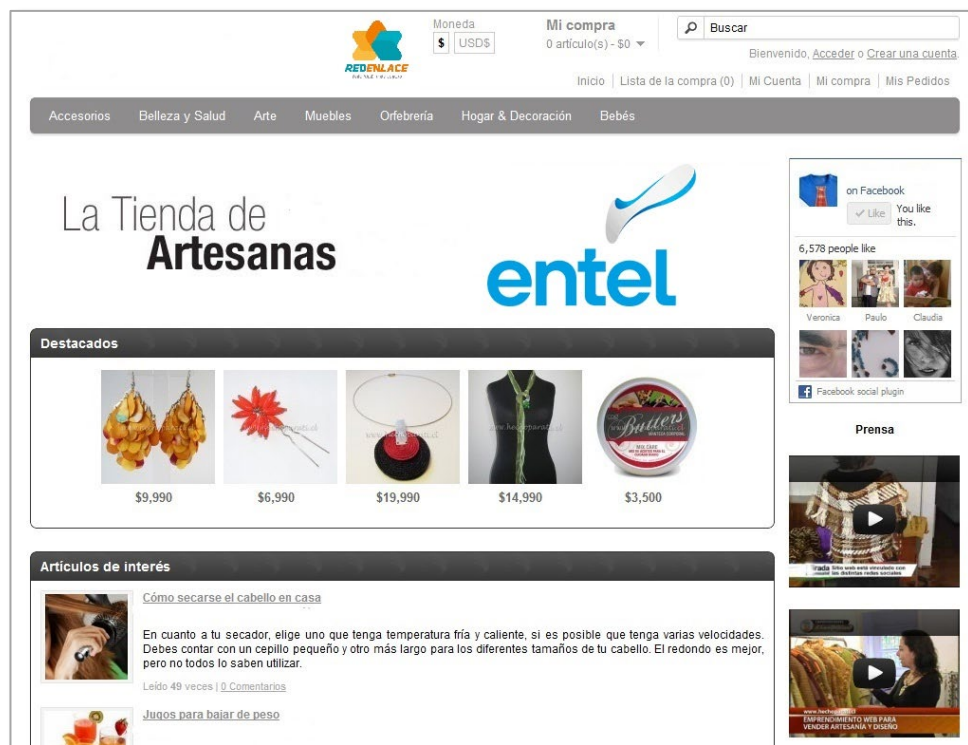 Moneda
$ USD$
Mi compra
0 artículo(s) - $0
Buscar
Bienvenido, Acceder o Crear una cuenta.
REDENLACE
Inicio | Lista de la compra (0) | Mi Cuenta | Mi compra | Mis Pedidos
Accesorios Belleza y Salud Arte Muebles Orfebrería Hogar & Decoración Bebés
La Tienda de
Artesanas
entel
on Facebook
Like
You like
this.
6,578 people like
Veronica Paulo Claudia
Facebook social plugin
Destacados
Butters
$9,990 $6,990 $19,990 $14,990 $3,500
Prensa
Artículos de interés
Cómo secarse el cabello en casa
En cuanto a tu secador, elige uno que tenga temperatura fría y caliente, si es posible que tenga varias velocidades.
Debes contar con un cepillo pequeño y otro más largo para los diferentes tamaños de tu cabello. El redondo es mejor,
pero no todos lo saben utilizar.
Leído 49 veces | 0 Comentarios
Jugos para bajar de peso
EMPRENDIMIENTO WEB PARA
VENDER ARTESANÍA Y DISEÑO